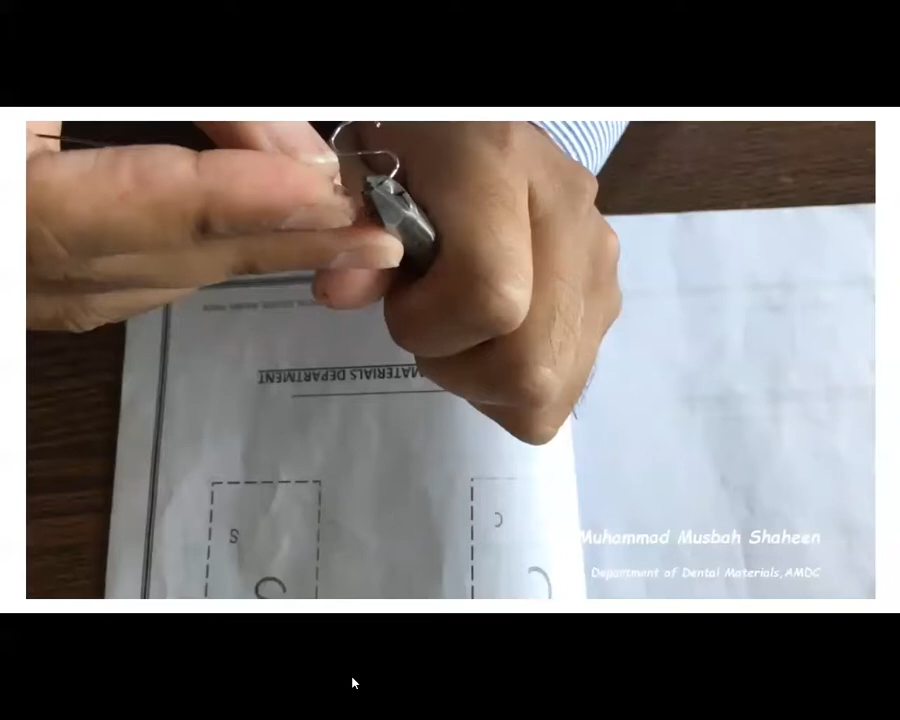 MATERIALS DEPARTMENT
S
C
S
C
Muhammad Musbah Shaheen
Department of Dental Materials, AMDC